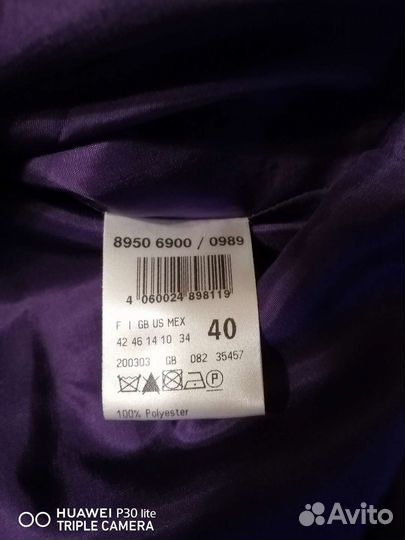 8950 6900 / 0989
4 060024 898119
F I GB US MEX
42 46 14 10 34
40
200303 GB 082 35457
P
100% Polyester
HUAWEI P30 lite
TRIPLE CAMERA
Avito